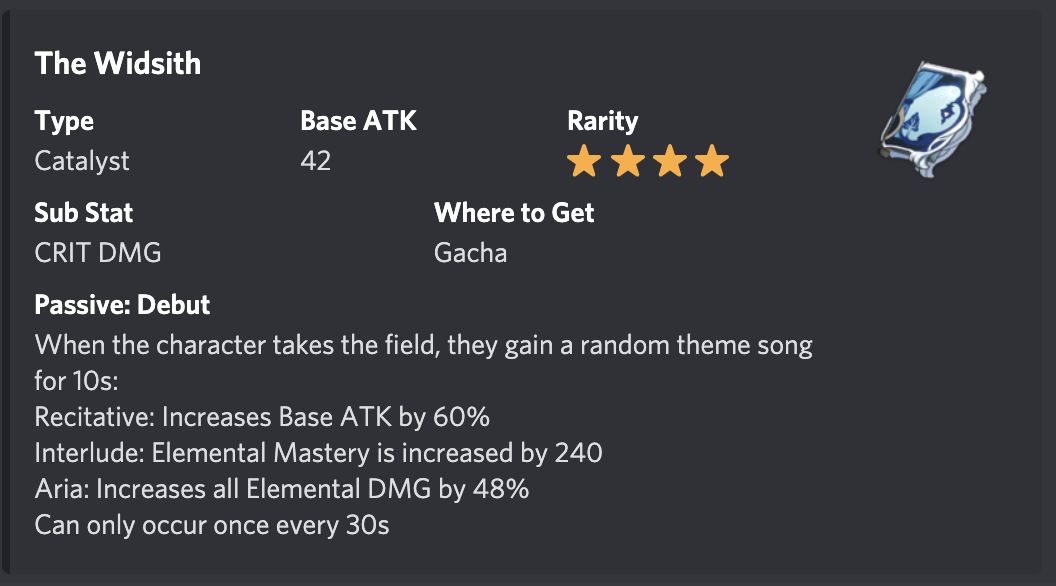 The Widsith
Type Base ATK Rarity
Catalyst 42
Sub Stat Where to Get
CRIT DMG Gacha
Passive: Debut
When the character takes the field, they gain a random theme song
for 10s:
Recitative: Increases Base ATK by 60%
Interlude: Elemental Mastery is increased by 240
Aria: Increases all Elemental DMG by 48%
Can only occur once every 30s